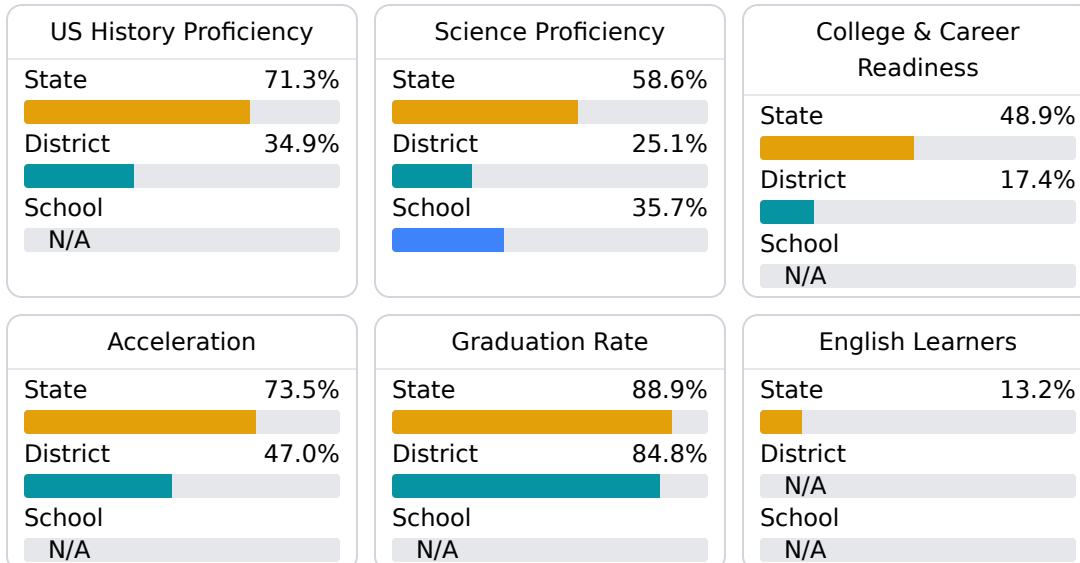 US History Proficiency
State 71.3%
District 34.9%
School
N/A
Science Proficiency
State 58.6%
District 25.1%
School 35.7%
College & Career
Readiness
State 48.9%
District 17.4%
School
N/A
Acceleration
State 73.5%
District 47.0%
School
N/A
Graduation Rate
State 88.9%
District 84.8%
School
N/A
English Learners
State 13.2%
District
N/A
School
N/A